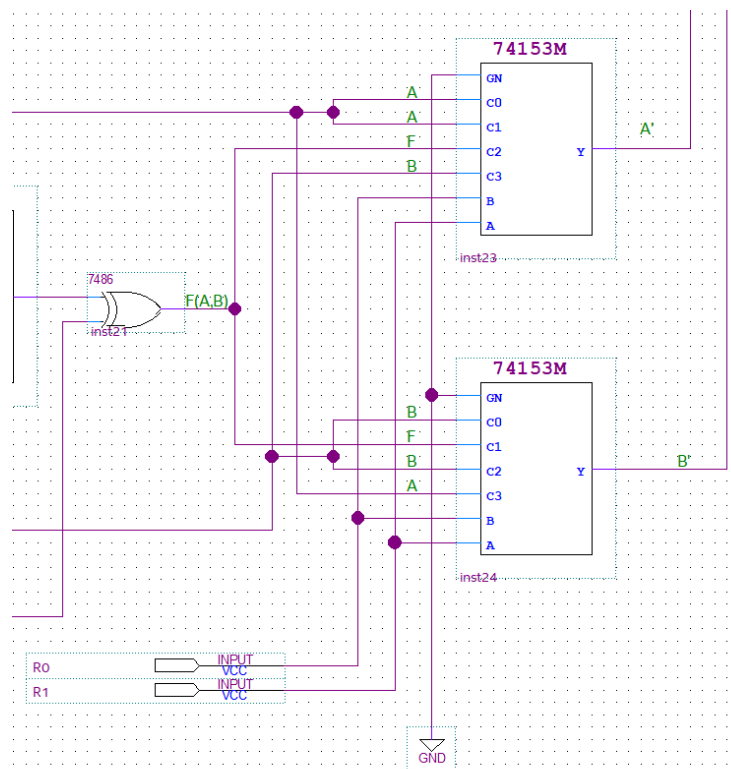 74153M
GN
A
C0
A
C1
F
C2
B
C3
B
A
Y
A'
inst23
7486
inst21
F(A,B)
74153M
GN
B
C0
F
C1
B
C2
A
C3
B
A
Y
B'
inst24
R0
INPUT
VCC
R1
INPUT
VCC
GND